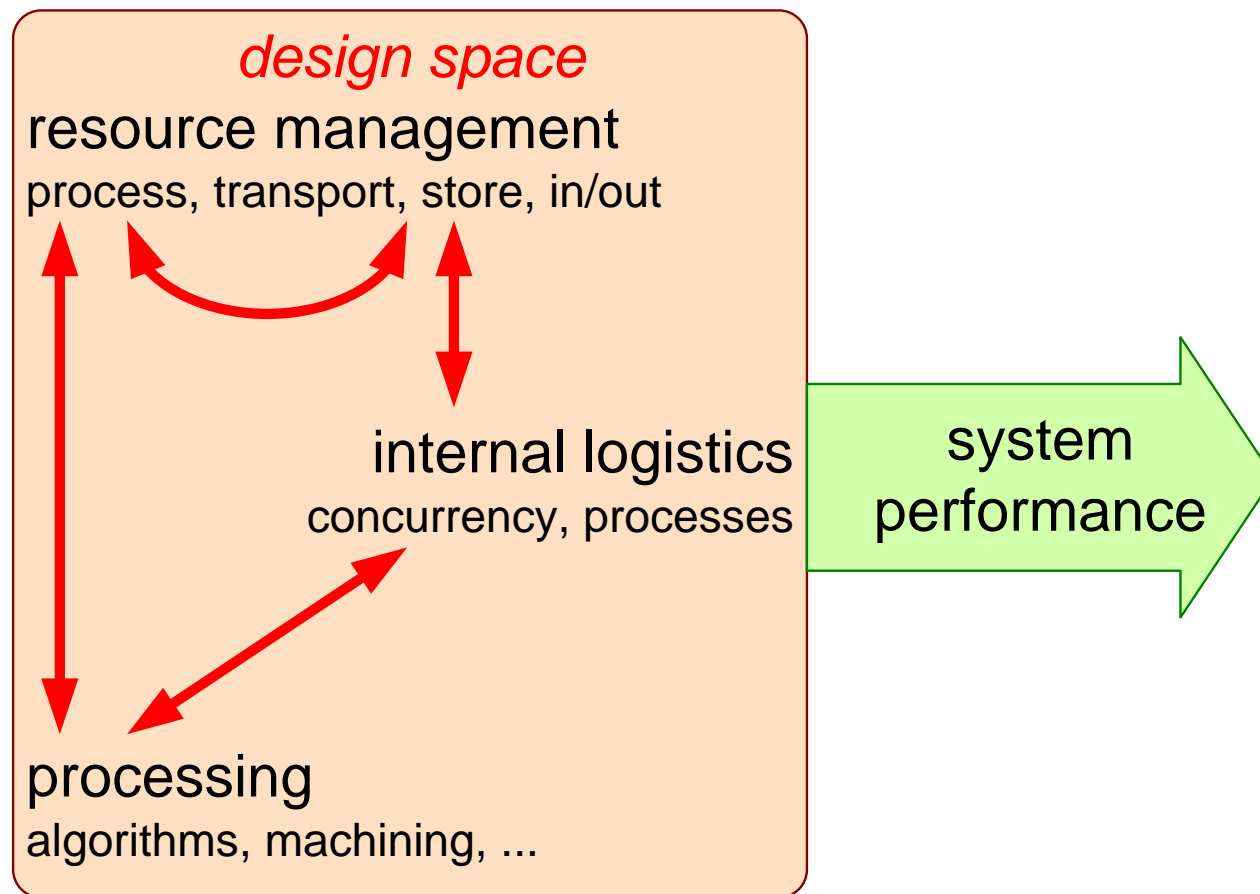 design space
resource management
process, transport, store, in/out
internal logistics
concurrency, processes
processing
algorithms, machining, ...
system
performance